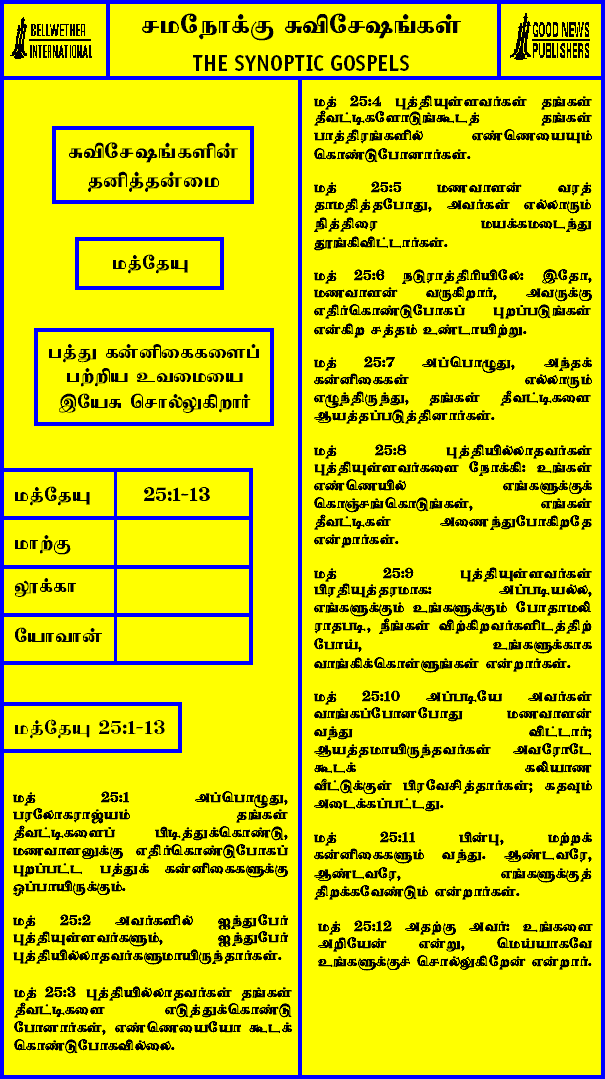 BELLWETHER
INTERNATIONAL
சமநோக்கு சுவிசேஷங்கள்
THE SYNOPTIC GOSPELS
GOOD NEWS
PUBLISHERS
சுவிசேஷங்களின்
தனித்தன்மை
மத்தேயு
பத்து கன்னிகைகளைப்
பற்றிய உவமையை
இயேசு சொல்லுகிறார்
மத்தேயு 25:1-13
மாற்கு
லூக்கா
யோவான்
மத்தேயு 25:1-13
மத் 25:1 அப்பொழுது,
பரலோகராஜ்யம் தங்கள்
தீவட்டிகளைப் பிடித்துக்கொண்டு,
மணவாளனுக்கு எதிர்கொண்டுபோகப்
புறப்பட்ட பத்துக் கன்னிகைகளுக்கு
ஒப்பாயிருக்கும்.
மத் 25:2 அவர்களில் ஐந்துபேர்
புத்தியுள்ளவர்களும், ஐந்துபேர்
புத்தியில்லாதவர்களுமாயிருந்தார்கள்.
மத் 25:3 புத்தியில்லாதவர்கள் தங்கள்
தீவட்டிகளை எடுத்துக்கொண்டு
போனார்கள், எண்ணெயையோ கூடக்
கொண்டுபோகவில்லை.
மத் 25:4 புத்தியுள்ளவர்கள் தங்கள்
தீவட்டிகளோடுங்கூடத் தங்கள்
பாத்திரங்களில் எண்ணெயையும்
கொண்டுபோனார்கள்.
மத் 25:5 மணவாளன் வரத்
தாமதித்தபோது, அவர்கள் எல்லாரும்
நித்திரை மயக்கமடைந்து
தூங்கிவிட்டார்கள்.
மத் 25:6 நடுராத்திரியிலே: இதோ,
மணவாளன் வருகிறார், அவருக்கு
எதிர்கொண்டுபோகப் புறப்படுங்கள்
என்கிற சத்தம் உண்டாயிற்று.
மத் 25:7 அப்பொழுது, அந்தக்
கன்னிகைகள் எல்லாரும்
எழுந்திருந்து, தங்கள் தீவட்டிகளை
ஆயத்தப்படுத்தினார்கள்.
மத் 25:8 புத்தியில்லாதவர்கள்
புத்தியுள்ளவர்களை நோக்கி: உங்கள்
எண்ணெயில் எங்களுக்குக்
கொஞ்சங்கொடுங்கள், எங்கள்
தீவட்டிகள் அணைந்துபோகிறதே
என்றார்கள்.
மத் 25:9 புத்தியுள்ளவர்கள்
பிரதியுத்தரமாக: அப்படியல்ல,
எங்களுக்கும் உங்களுக்கும் போதாமலி
ராதபடி, நீங்கள் விற்கிறவர்களிடத்திற்
போய், உங்களுக்காக
வாங்கிக்கொள்ளுங்கள் என்றார்கள்.
மத் 25:10 அப்படியே அவர்கள்
வாங்கப்போனபோது மணவாளன்
வந்து விட்டார்;
ஆயத்தமாயிருந்தவர்கள் அவரோடே
கூடக் கலியாண
வீட்டுக்குள் பிரவேசித்தார்கள்; கதவும்
அடைக்கப்பட்டது.
மத் 25:11 பின்பு, மற்றக்
கன்னிகைகளும் வந்து. ஆண்டவரே,
ஆண்டவரே, எங்களுக்குத்
திறக்கவேண்டும் என்றார்கள்.
மத் 25:12 அதற்கு அவர்: உங்களை
அறியேன் என்று, மெய்யாகவே
உங்களுக்குச் சொல்லுகிறேன் என்றார்.